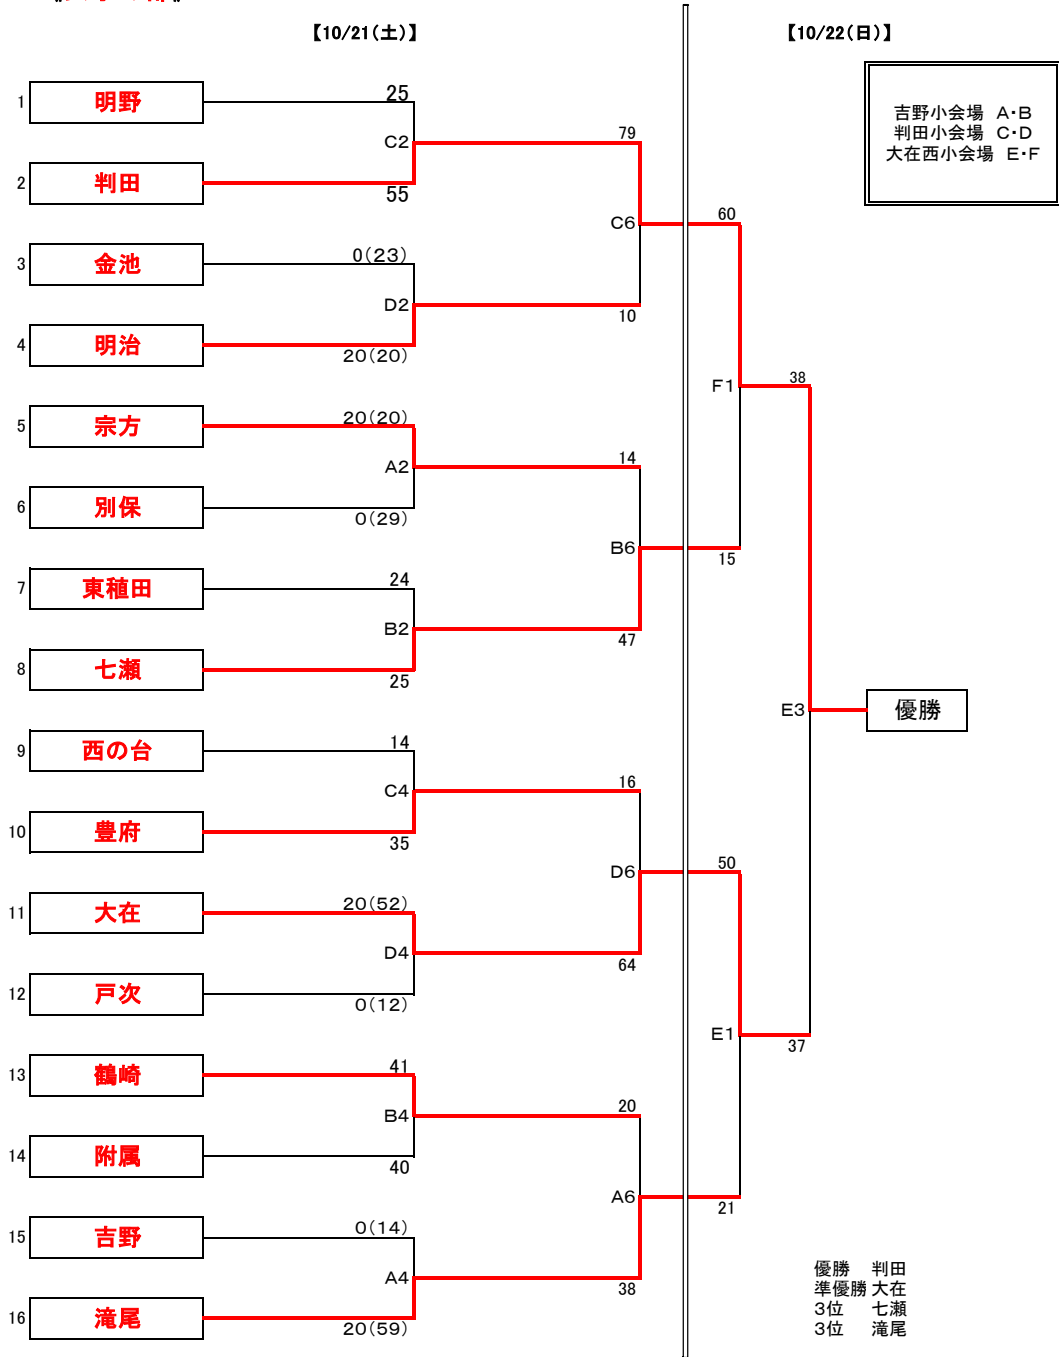 【10/21(土)】
【10/22(日)】
吉野小会場 A・B
判田小会場 C・D
大在西小会場 E・F
1 明野 25
C2 79
2 判田 55
C6 60
3 金池 0(23)
D2 10
4 明治 20(20)
F1 38
5 宗方 20(20)
A2 14
6 別保 0(29)
B6 15
7 東稙田 24
B2 47
8 七瀬 25
E3 優勝
9 西の台 14
C4 16
10 豊府 35
D6 50
11 大在 20(52)
D4 64
12 戸次 0(12)
E1 37
13 鶴崎 41
B4 20
14 附属 40
A6 21
15 吉野 0(14)
A4 38
16 滝尾 20(59)
優勝 判田
準優勝 大在
3位 七瀬
3位 滝尾